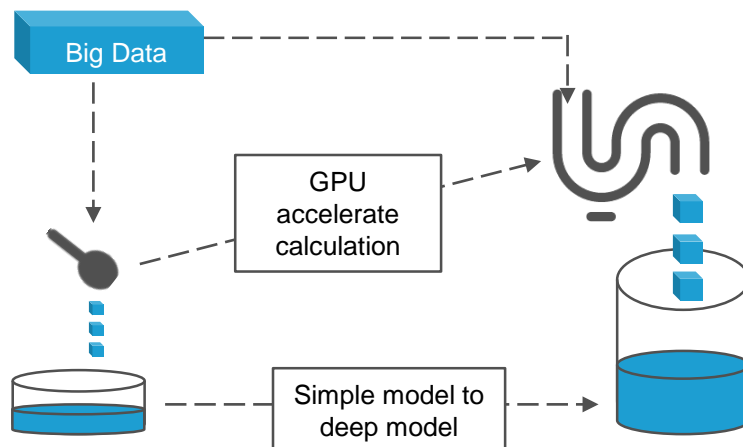 Big Data
GPU
accelerate
calculation
Simple model to
deep model